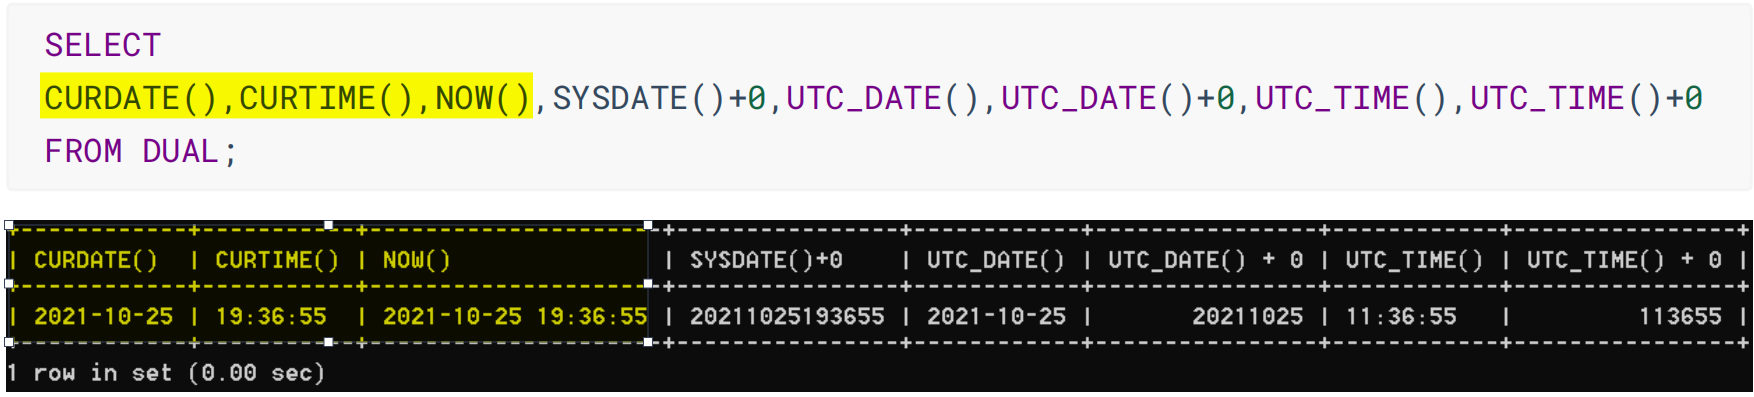 SELECT
CURDATE(),CURTIME(),NOW(),SYSDATE()+0,UTC_DATE(),UTC_DATE()+0,UTC_TIME(),UTC_TIME()+0
FROM DUAL;
+------------+-----------+---------------------+----------------+------------+----------------+------------+----------------+
| CURDATE()  | CURTIME() | NOW()               | SYSDATE()+0    | UTC_DATE() | UTC_DATE() + 0 | UTC_TIME() | UTC_TIME() + 0 |
+------------+-----------+---------------------+----------------+------------+----------------+------------+----------------+
| 2021-10-25 | 19:36:55  | 2021-10-25 19:36:55 | 20211025193655 | 2021-10-25 |       20211025 | 11:36:55   |         113655 |
+------------+-----------+---------------------+----------------+------------+----------------+------------+----------------+
1 row in set (0.00 sec)